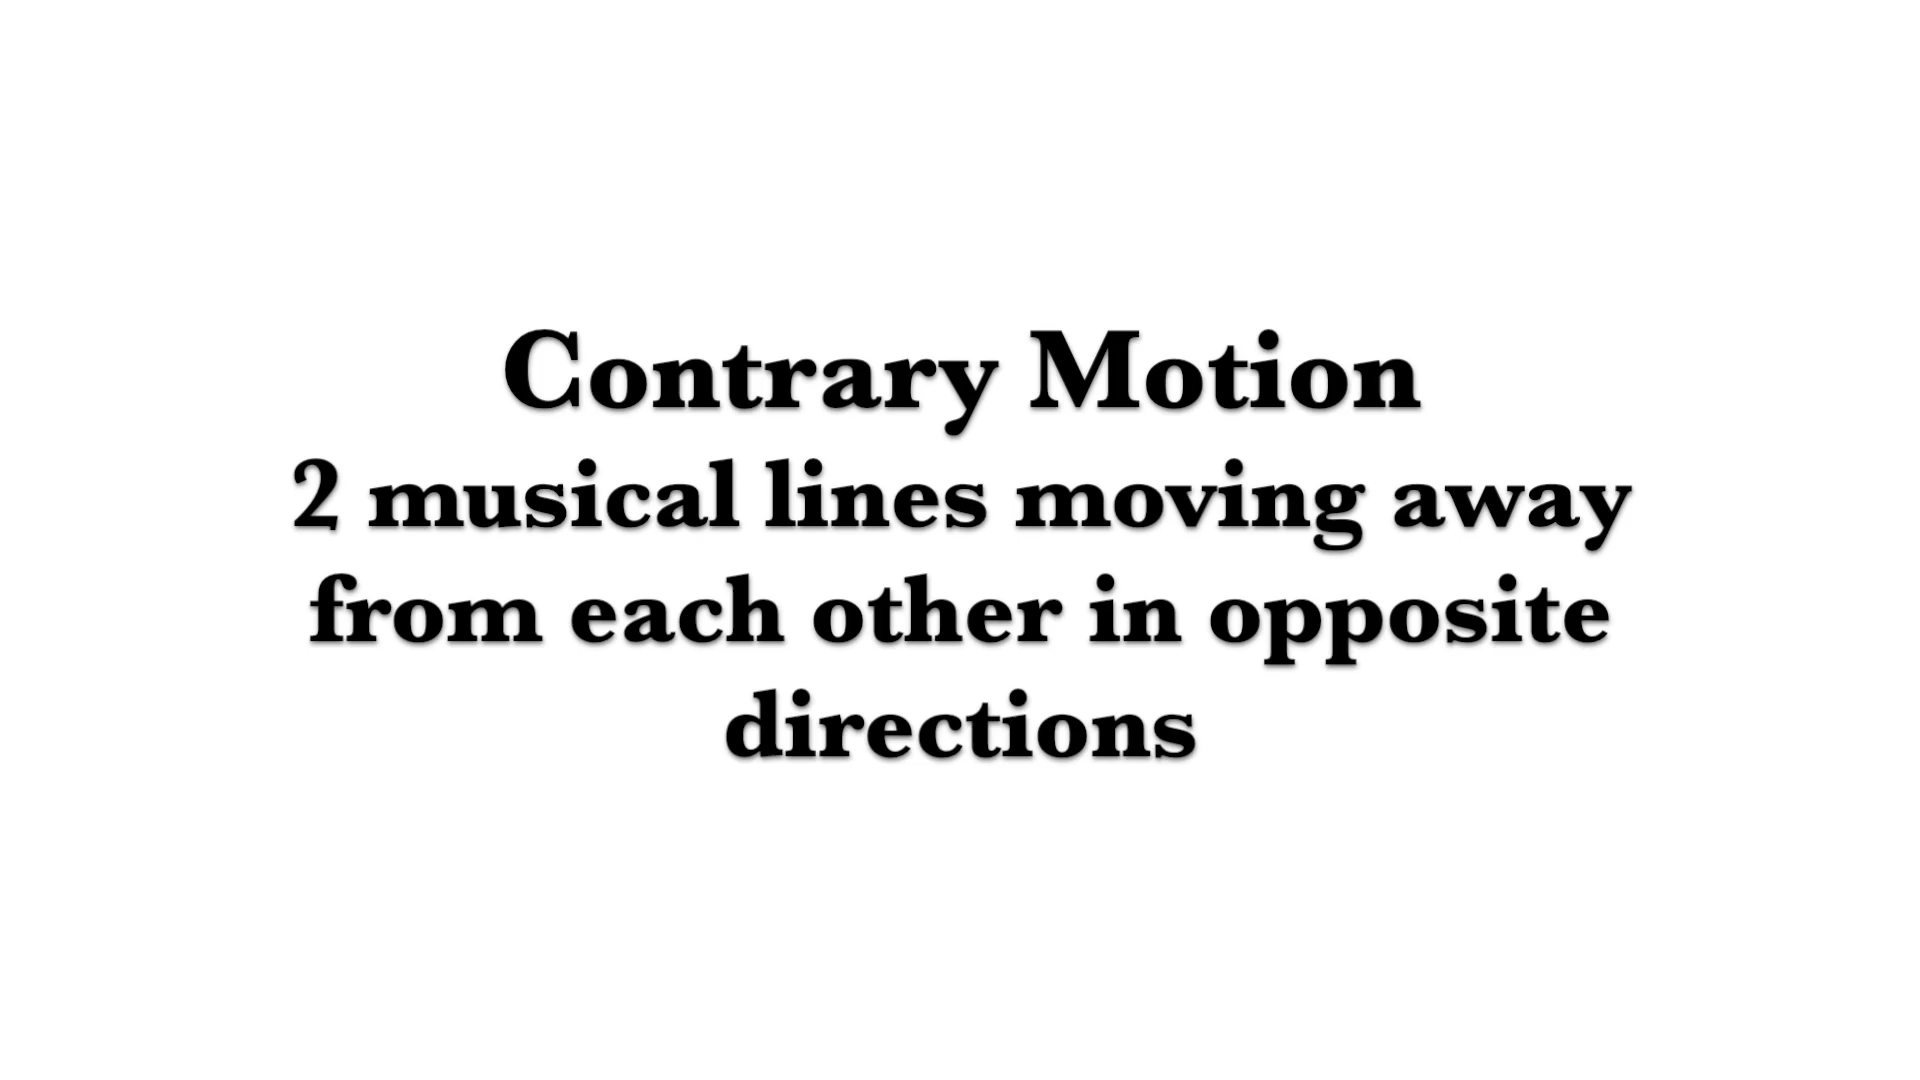 Contrary Motion
2 musical lines moving away
from each other in opposite
directions